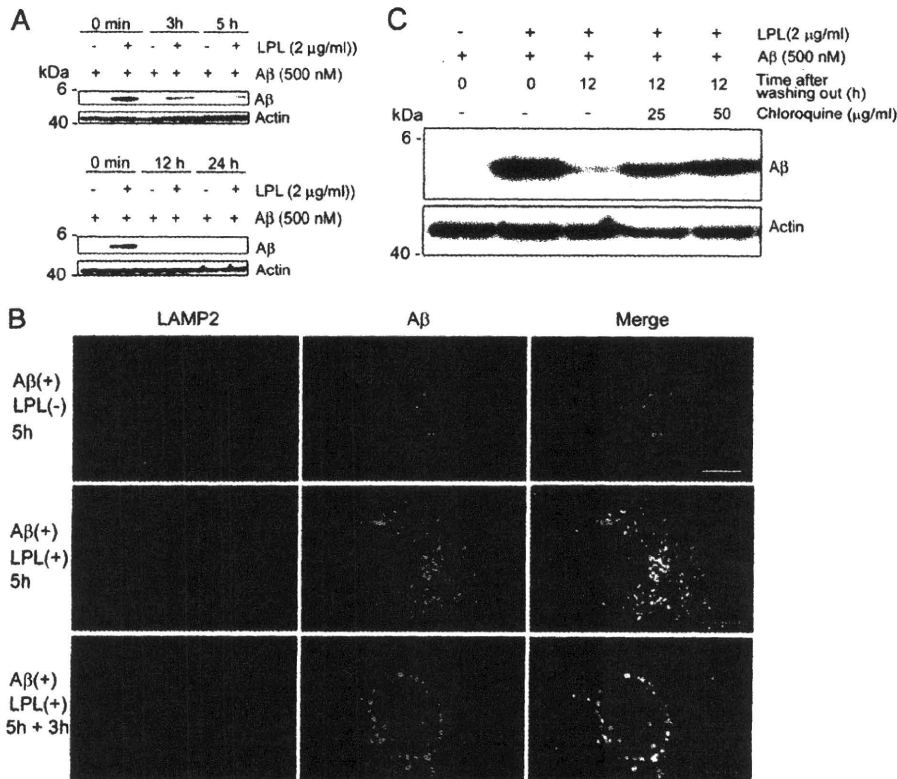 A
0 min 3h 5 h
- + - + - + LPL (2 μg/ml))
+ + + + + + Aβ (500 nM)
kDa
6 - Aβ
40 - Actin
0 min 12 h 24 h
- + - + - + LPL (2 μg/ml))
+ + + + + + Aβ (500 nM)
6 - Aβ
40 - Actin
C
- + + + + LPL(2 μg/ml)
+ + + + + Aβ (500 nM)
0 0 12 12 12 Time after
washing out (h)
- - - 25 50 Chloroquine (μg/ml)
kDa
6 - Aβ
40 - Actin
B
LAMP2 Aβ Merge
Aβ(+)
LPL(-)
5h
Aβ(+)
LPL(+)
5h
Aβ(+)
LPL(+)
5h + 3h